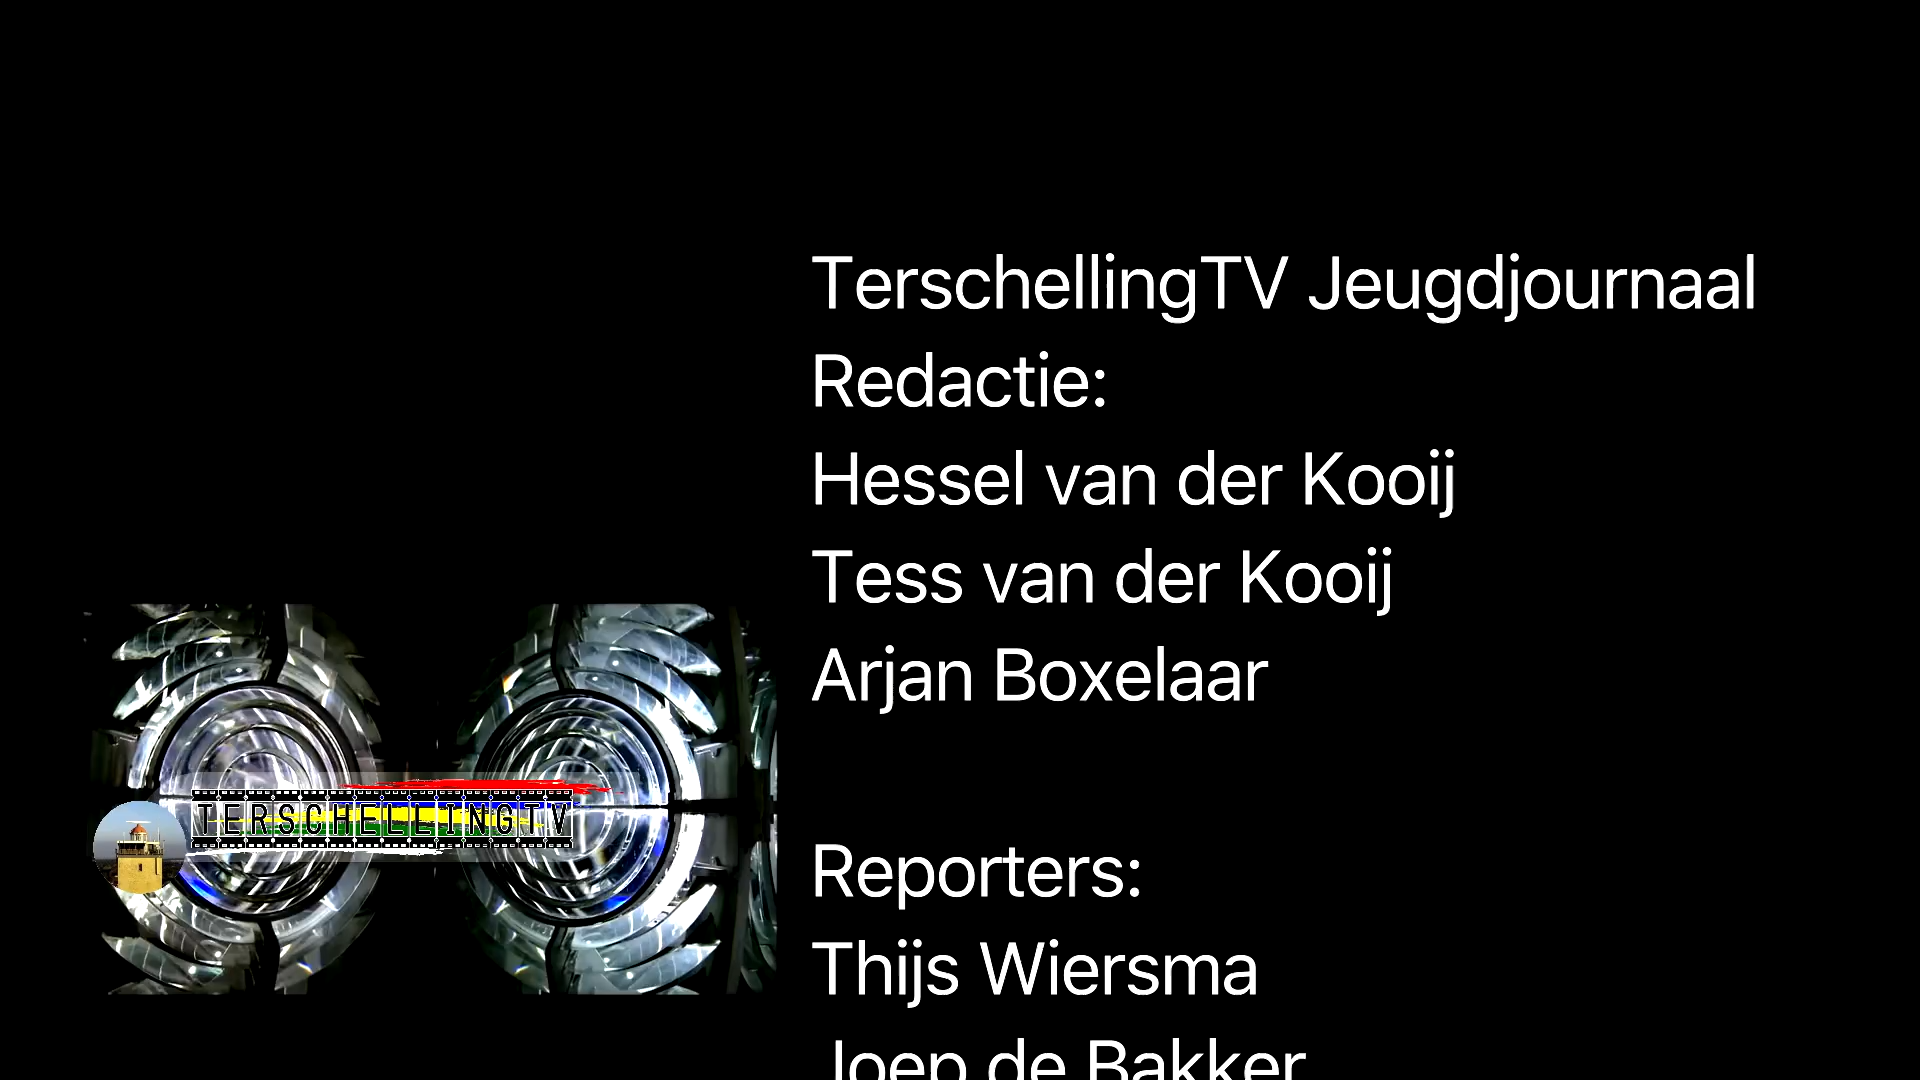 TerschellingTV Jeugdjournaal
Redactie:
Hessel van der Kooij
Tess van der Kooij
Arjan Boxelaar
TERSCHELLINGTV
Reporters:
Thijs Wiersma
Joep de Bakker